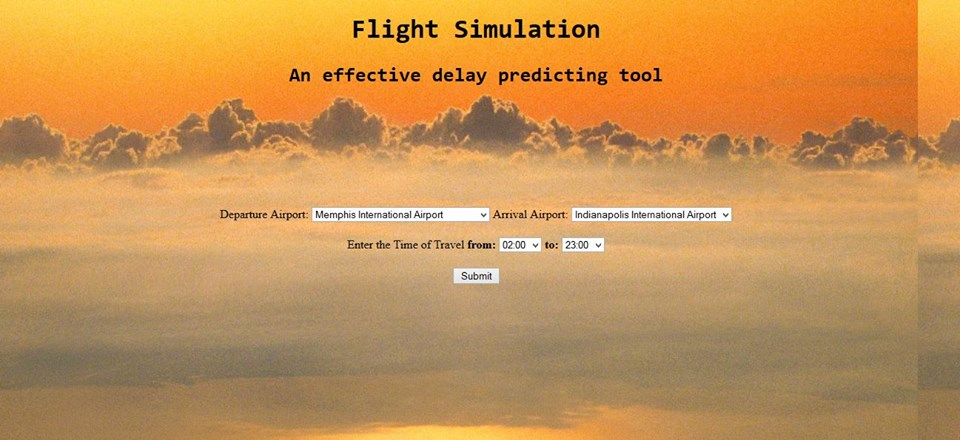 Flight Simulation
An effective delay predicting tool
Departure Airport: Memphis International Airport Arrival Airport: Indianapolis International Airport
Enter the Time of Travel from: 02:00 to: 23:00
Submit